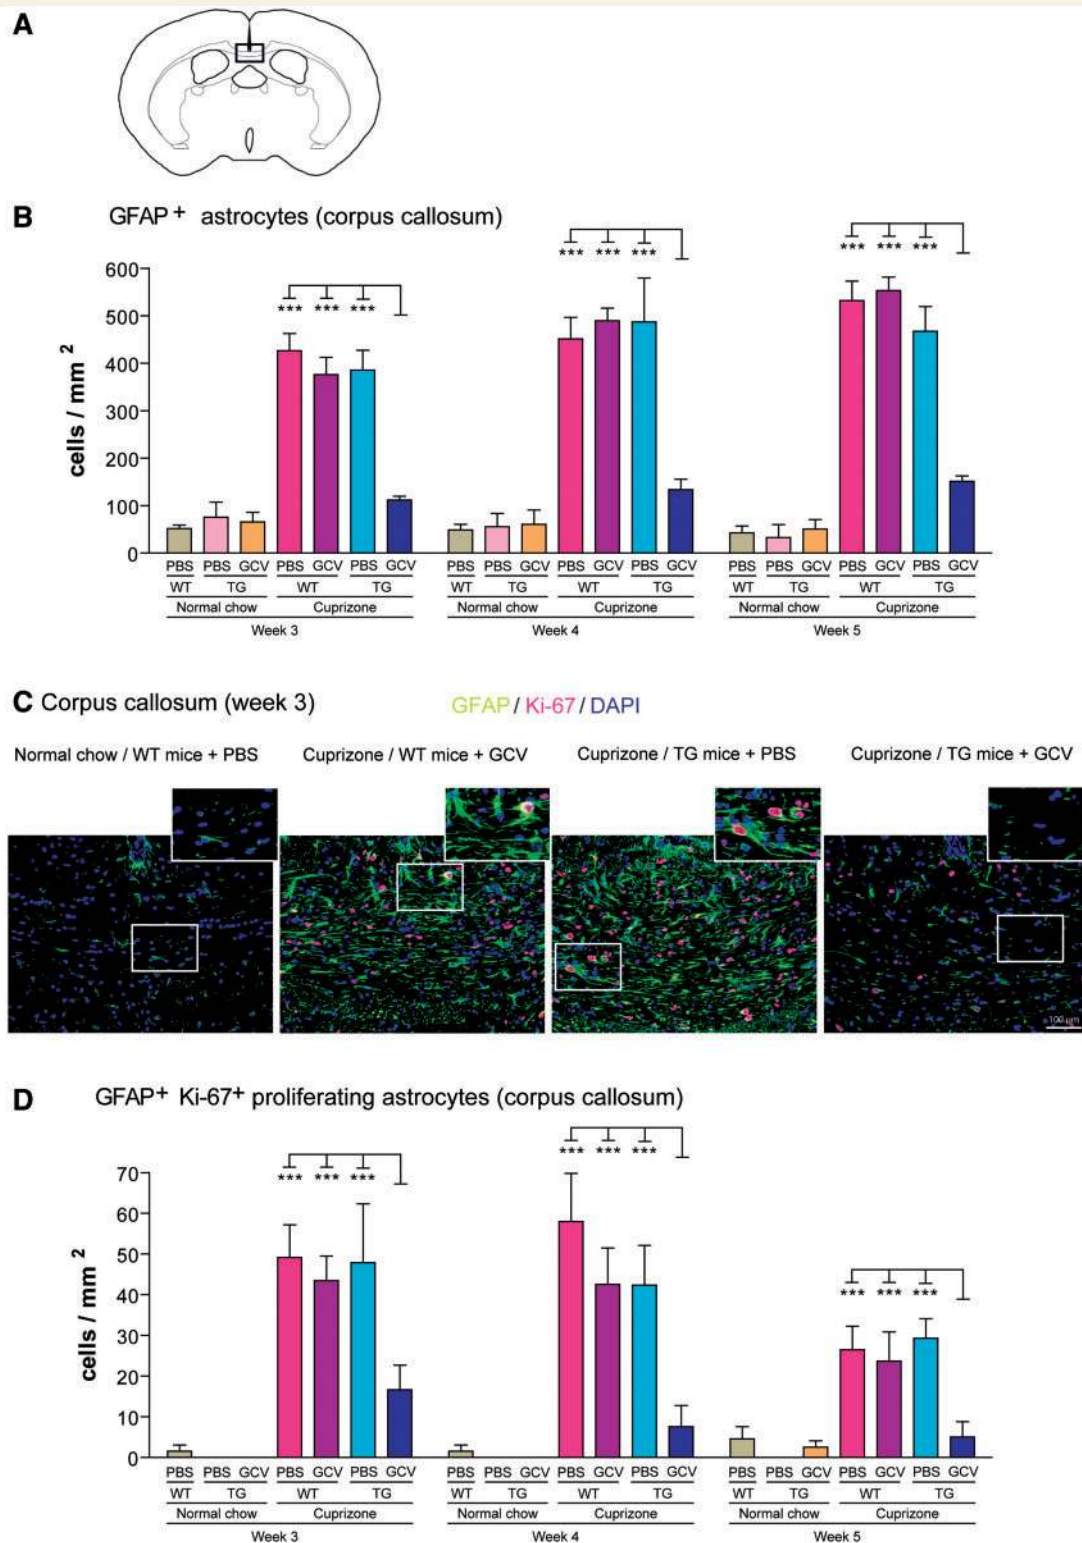 A
B GFAP+ astrocytes (corpus callosum)
*** *** *** *** *** *** *** *** ***
600
500
400
300
200
100
0
cells / mm 2
PBS PBS GCV PBS GCV PBS GCV PBS PBS GCV PBS GCV PBS GCV PBS PBS GCV PBS GCV PBS GCV
WT TG WT TG WT TG WT TG WT TG WT TG
Normal chow Cuprizone Normal chow Cuprizone Normal chow Cuprizone
Week 3 Week 4 Week 5
C Corpus callosum (week 3) GFAP / Ki-67 / DAPI
Normal chow / WT mice + PBS Cuprizone / WT mice + GCV Cuprizone / TG mice + PBS Cuprizone / TG mice + GCV
100 µm
D GFAP+ Ki-67+ proliferating astrocytes (corpus callosum)
*** *** *** *** *** *** *** *** ***
70
60
50
40
30
20
10
0
cells / mm 2
PBS PBS GCV PBS GCV PBS GCV PBS PBS GCV PBS GCV PBS GCV PBS PBS GCV PBS GCV PBS GCV
WT TG WT TG WT TG WT TG WT TG WT TG
Normal chow Cuprizone Normal chow Cuprizone Normal chow Cuprizone
Week 3 Week 4 Week 5